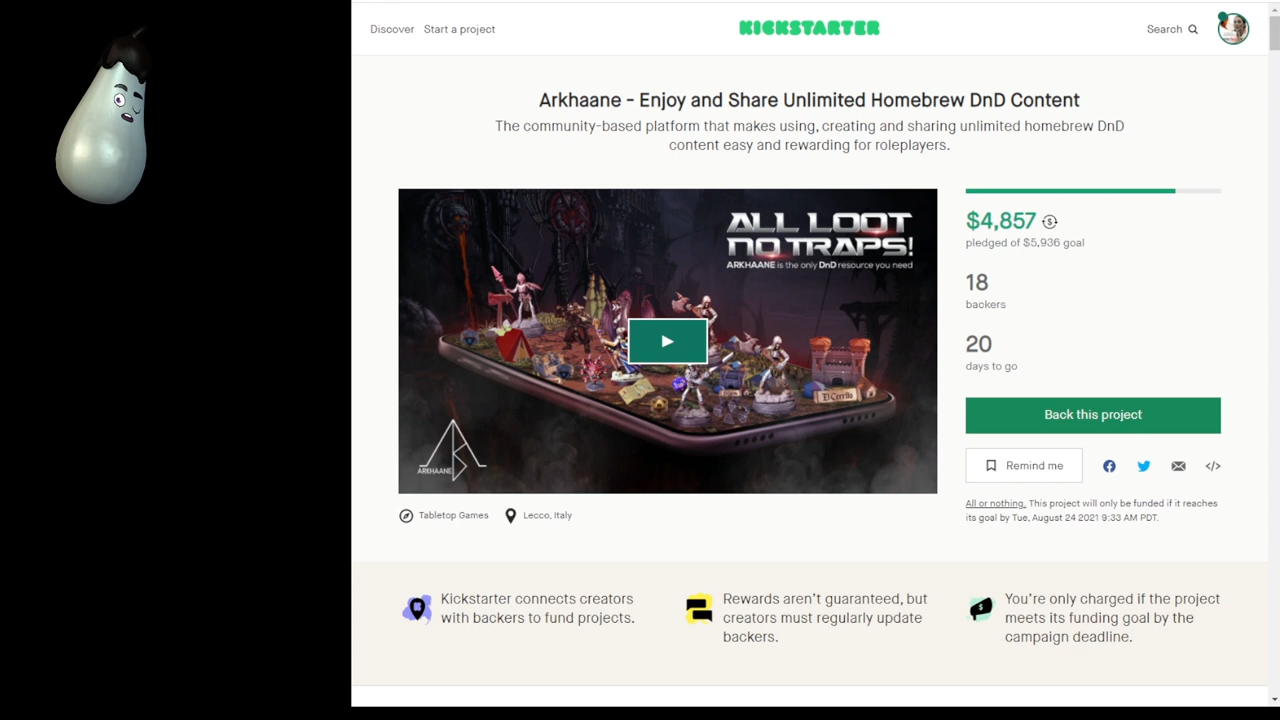 Discover Start a project
KICKSTARTER
Search
Arkhaane - Enjoy and Share Unlimited Homebrew DnD Content
The community-based platform that makes using, creating and sharing unlimited homebrew DnD
content easy and rewarding for roleplayers.
ALL LOOT
NO TRAPS!
ARKHAANE is the only DnD resource you need
El Cerrito
ARKHAANE
$4,857
pledged of $5,936 goal
18
backers
20
days to go
Back this project
Remind me
All or nothing. This project will only be funded if it reaches
its goal by Tue, August 24 2021 9:33 AM PDT.
Tabletop Games
Lecco, Italy
Kickstarter connects creators
with backers to fund projects.
Rewards aren't guaranteed, but
creators must regularly update
backers.
You're only charged if the project
meets its funding goal by the
campaign deadline.